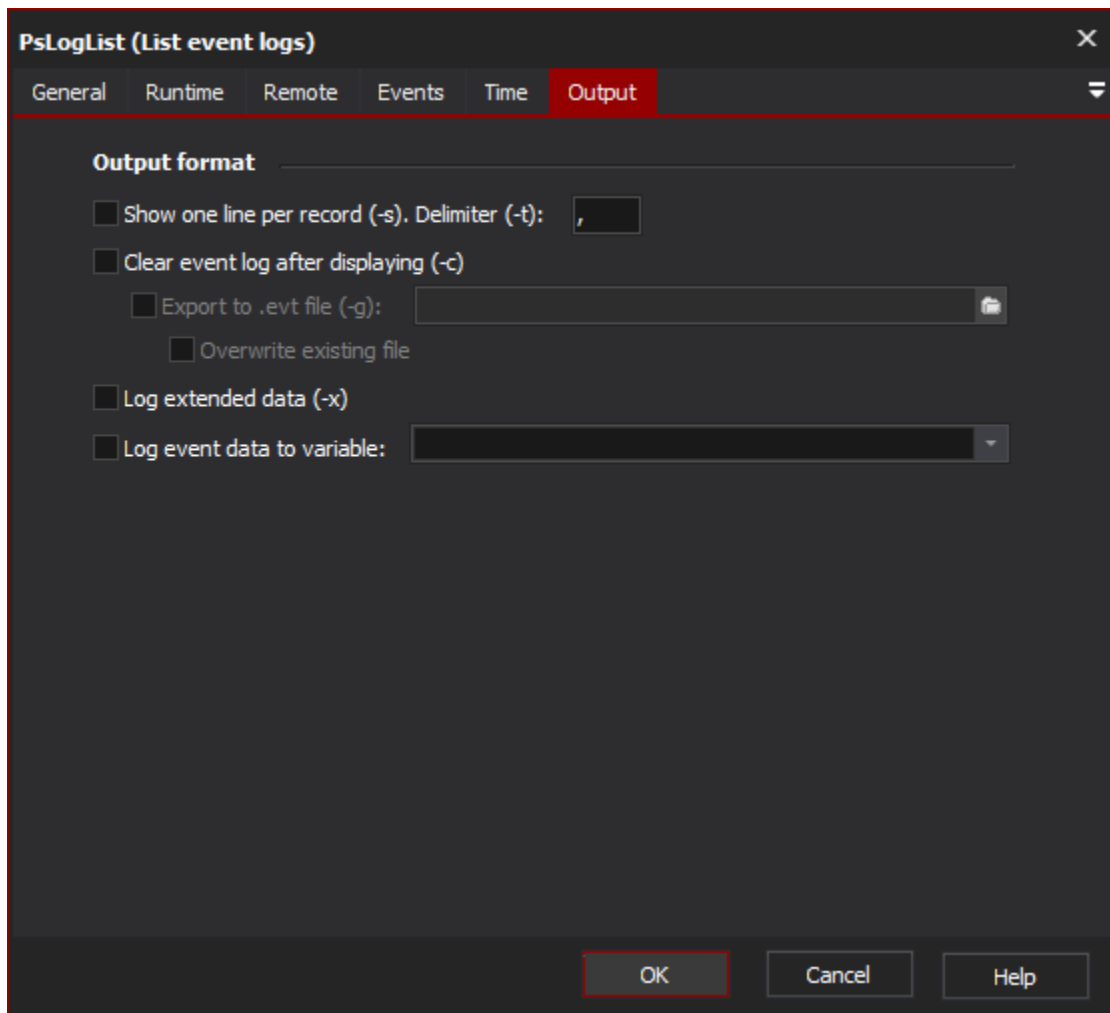 PsLogList (List event logs)
General Runtime Remote Events Time Output
Output format
Show one line per record (-s). Delimiter (-t): ,
Clear event log after displaying (-c)
Export to .evt file (-g):
Overwrite existing file
Log extended data (-x)
Log event data to variable:
OK Cancel Help